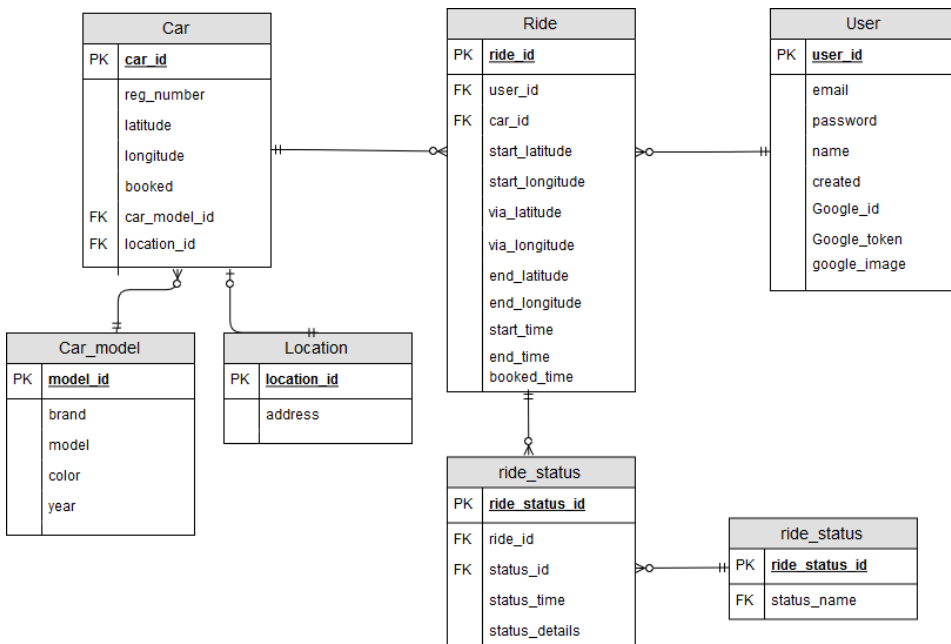 Car
PK car_id
reg_number
latitude
longitude
booked
FK car_model_id
FK location_id
Ride
PK ride_id
FK user_id
FK car_id
start_latitude
start_longitude
via_latitude
via_longitude
end_latitude
end_longitude
start_time
end_time
booked_time
User
PK user_id
email
password
name
created
Google_id
Google_token
google_image
Car_model
PK model_id
brand
model
color
year
Location
PK location_id
address
ride_status
PK ride_status_id
FK ride_id
FK status_id
status_time
status_details
ride_status
PK ride_status_id
FK status_name